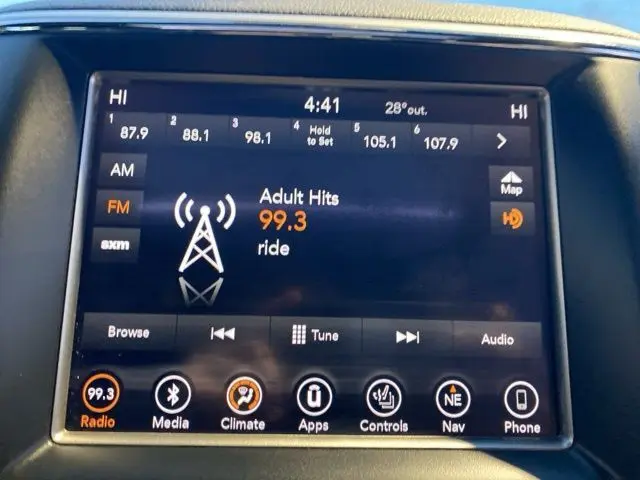 HI 4:41 28°out. HI
1 87.9 2 88.1 3 98.1 4 Hold to Set 5 105.1 6 107.9
AM
Adult Hits
Map
FM
99.3
sxm
ride
Browse Tune Audio
99.3 NE
Radio Media Climate Apps Controls Nav Phone